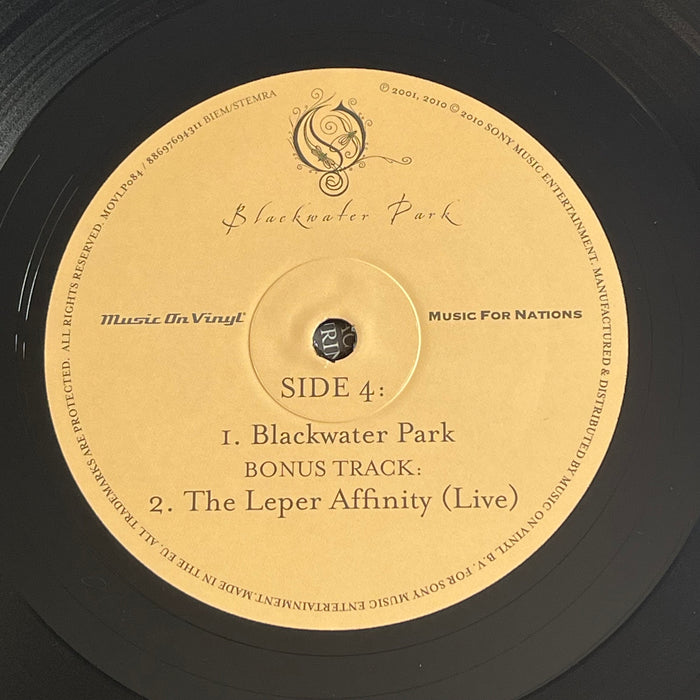 ℗ 2001, 2010 © 2010 SONY MUSIC ENTERTAINMENT. MANUFACTURED & DISTRIBUTED BY MUSIC ON VINYL B.V. FOR SONY MUSIC ENTERTAINMENT. MADE IN THE EU. ALL TRADEMARKS ARE PROTECTED. ALL RIGHTS RESERVED. MOVLP084 / 88697694311 BIEM/STEMRA
Blackwater Park
Music On Vinyl
MUSIC FOR NATIONS
SIDE 4:
1. Blackwater Park
BONUS TRACK:
2. The Leper Affinity (Live)